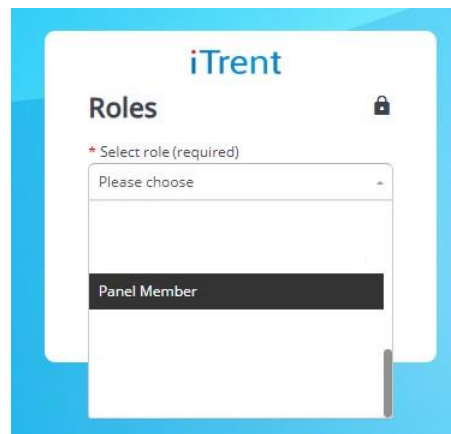 iTrent
Roles
* Select role (required)
Please choose
Panel Member